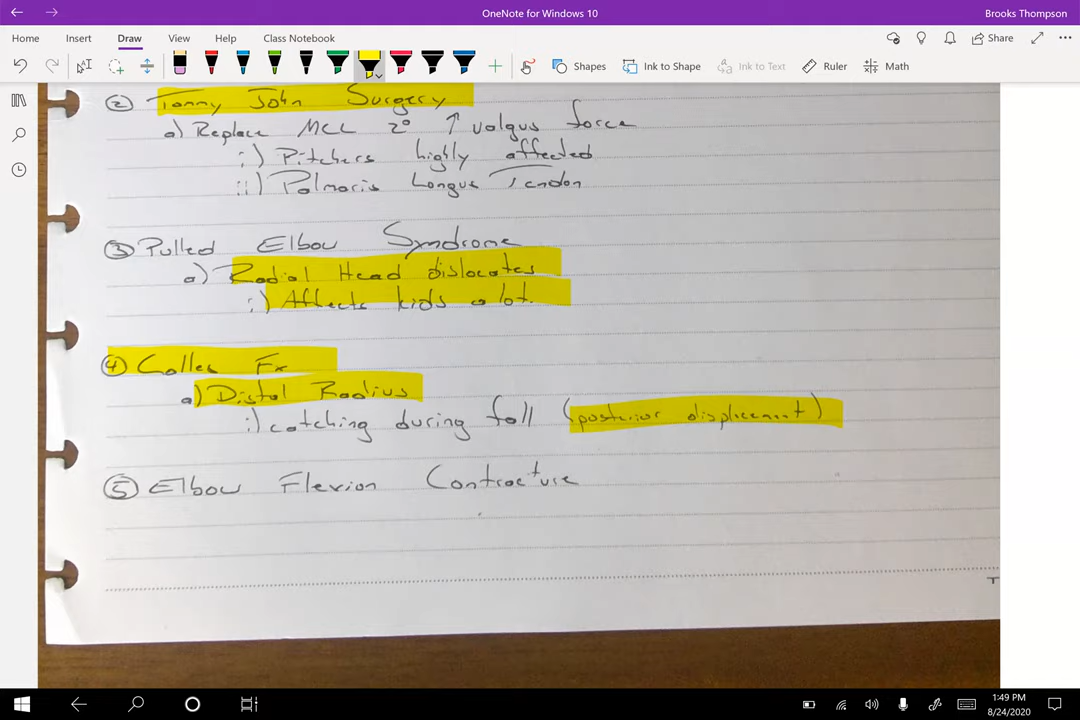 OneNote for Windows 10
Brooks Thompson
Home Insert Draw View Help Class Notebook
Share
Shapes Ink to Shape Ink to Text Ruler Math
② Tommy John Surgery
a) Replace MCL 2° ↑ valgus force
i) Pitchers highly affected
ii) Palmaris Longus Tendon
③ Pulled Elbow Syndrome
a) Radial Head dislocates
i) Affects kids a lot.
④ Colles Fx
a) Distal Radius
i) catching during fall (posterior displacement)
⑤ Elbow Flexion Contracture
T
1:49 PM
8/24/2020